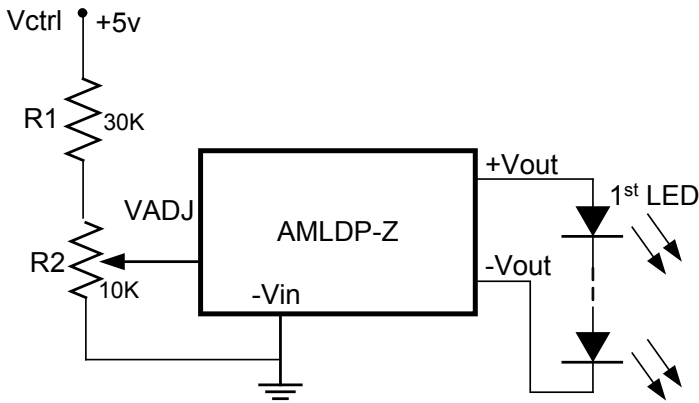 Vctrl +5v
R1 30K
VADJ
R2 10K
AMLDP-Z
-Vin
+Vout
1st LED
-Vout